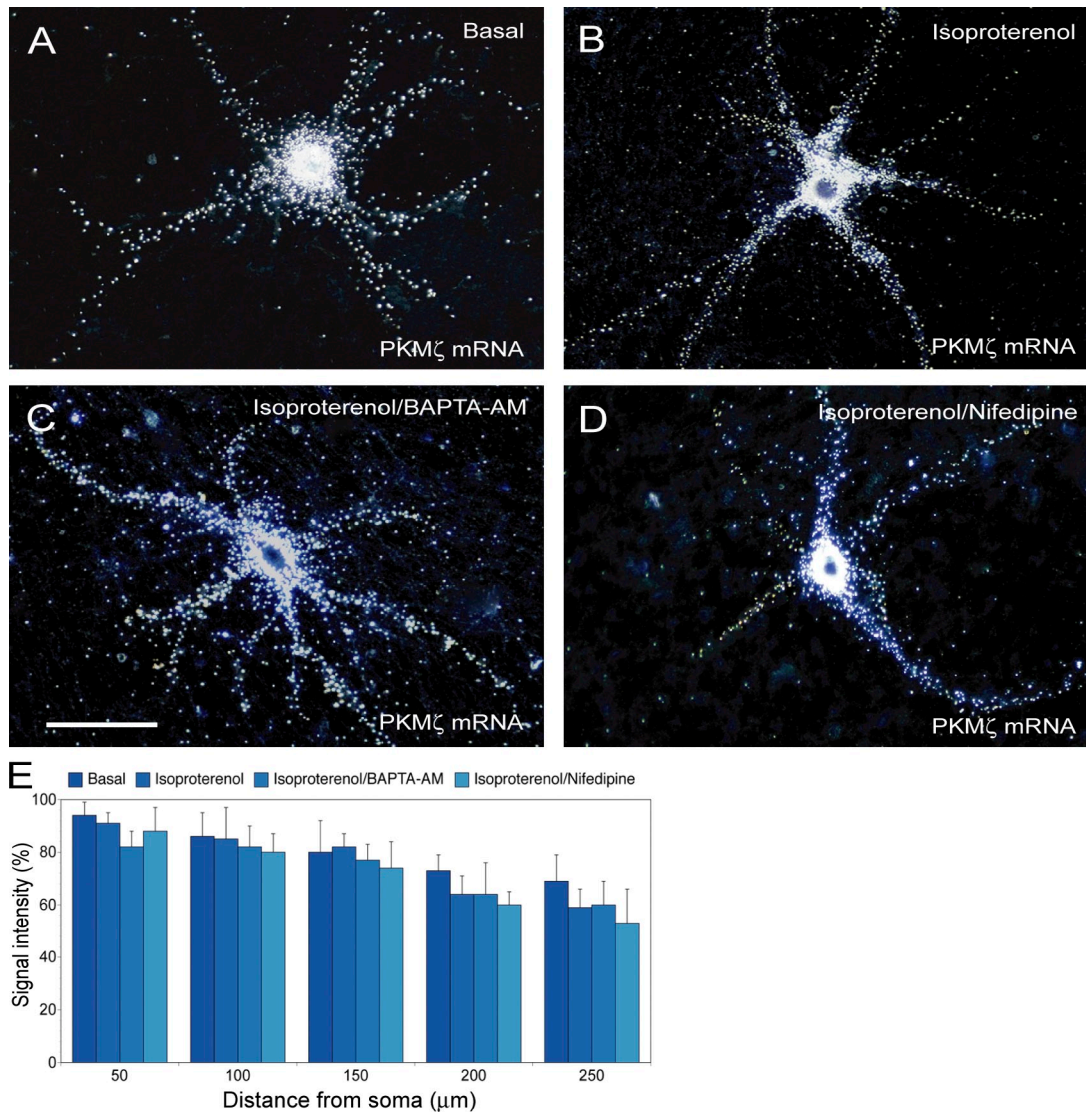 A
Basal
PKMζ mRNA
B
Isoproterenol
PKMζ mRNA
C
Isoproterenol/BAPTA-AM
PKMζ mRNA
D
Isoproterenol/Nifedipine
PKMζ mRNA
E
Basal Isoproterenol Isoproterenol/BAPTA-AM Isoproterenol/Nifedipine
Signal intensity (%)
100
80
60
40
20
0
50 100 150 200 250
Distance from soma (μm)